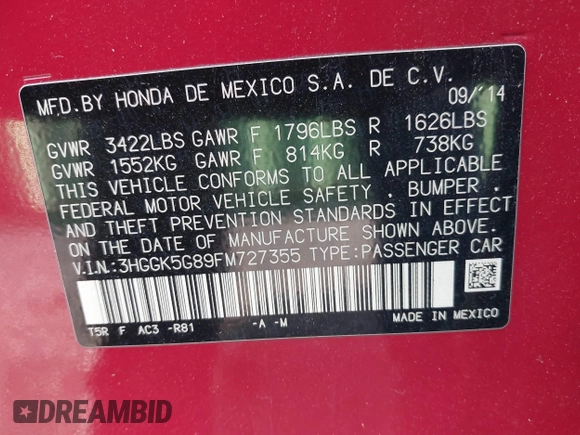 MFD.BY HONDA DE MEXICO S.A. DE C.V.
09/'14
GVWR 3422LBS GAWR F 1796LBS R 1626LBS
GVWR 1552KG GAWR F 814KG R 738KG
THIS VEHICLE CONFORMS TO ALL APPLICABLE
FEDERAL MOTOR VEHICLE SAFETY , BUMPER ,
AND THEFT PREVENTION STANDARDS IN EFFECT
ON THE DATE OF MANUFACTURE SHOWN ABOVE.
V.I.N.:3HGGK5G89FM727355 TYPE:PASSENGER CAR
T5R F AC3 -R81 -A -M
MADE IN MEXICO
DREAMBID